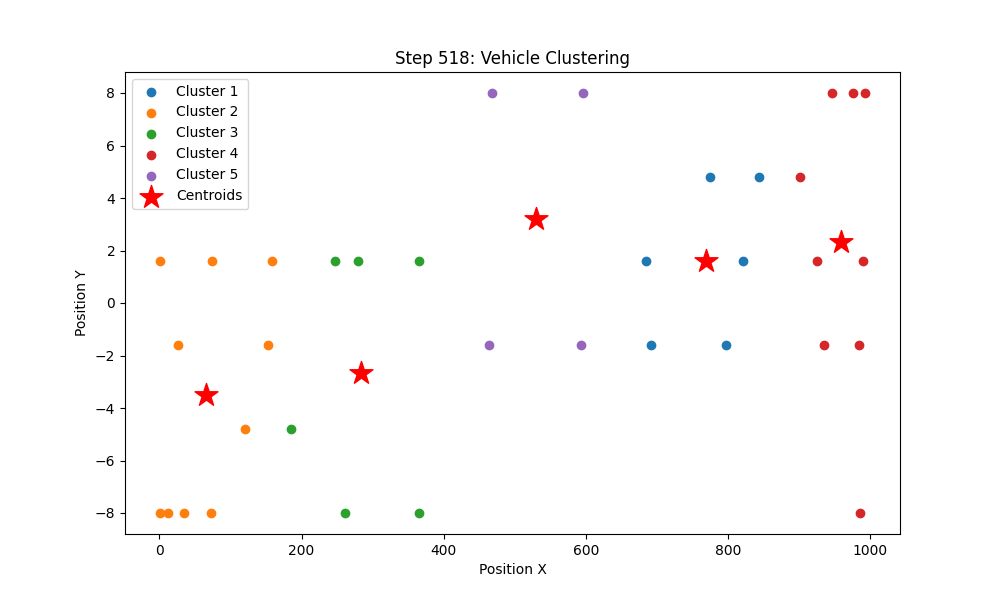 Step 518: Vehicle Clustering
Cluster 1
Cluster 2
Cluster 3
Cluster 4
Cluster 5
Centroids
8
6
4
2
0
−2
−4
−6
−8
Position Y
0 200 400 600 800 1000
Position X